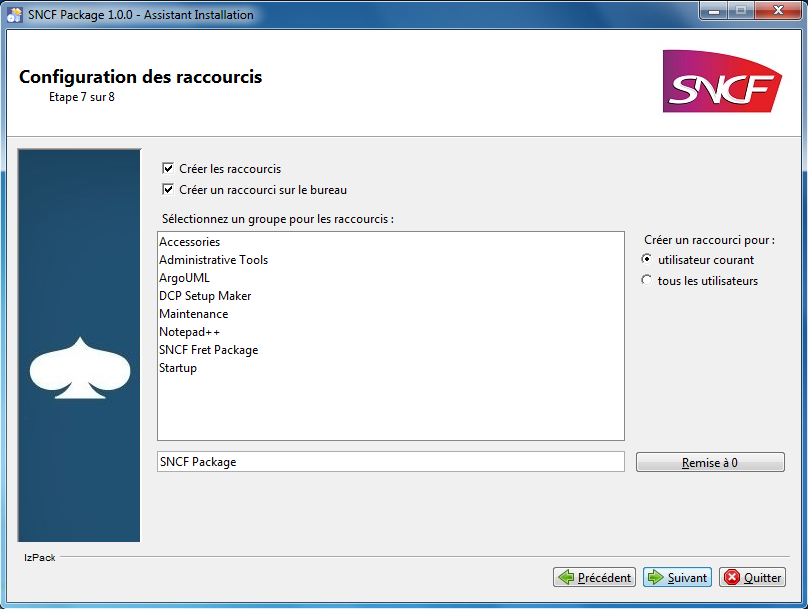 SNCF Package 1.0.0 - Assistant Installation
Configuration des raccourcis
Etape 7 sur 8
SNCF
Créer les raccourcis
Créer un raccourci sur le bureau
Sélectionnez un groupe pour les raccourcis :
Accessories
Administrative Tools
ArgoUML
DCP Setup Maker
Maintenance
Notepad++
SNCF Fret Package
Startup
Créer un raccourci pour :
utilisateur courant
tous les utilisateurs
SNCF Package
Remise à 0
IzPack
Précédent
Suivant
Quitter